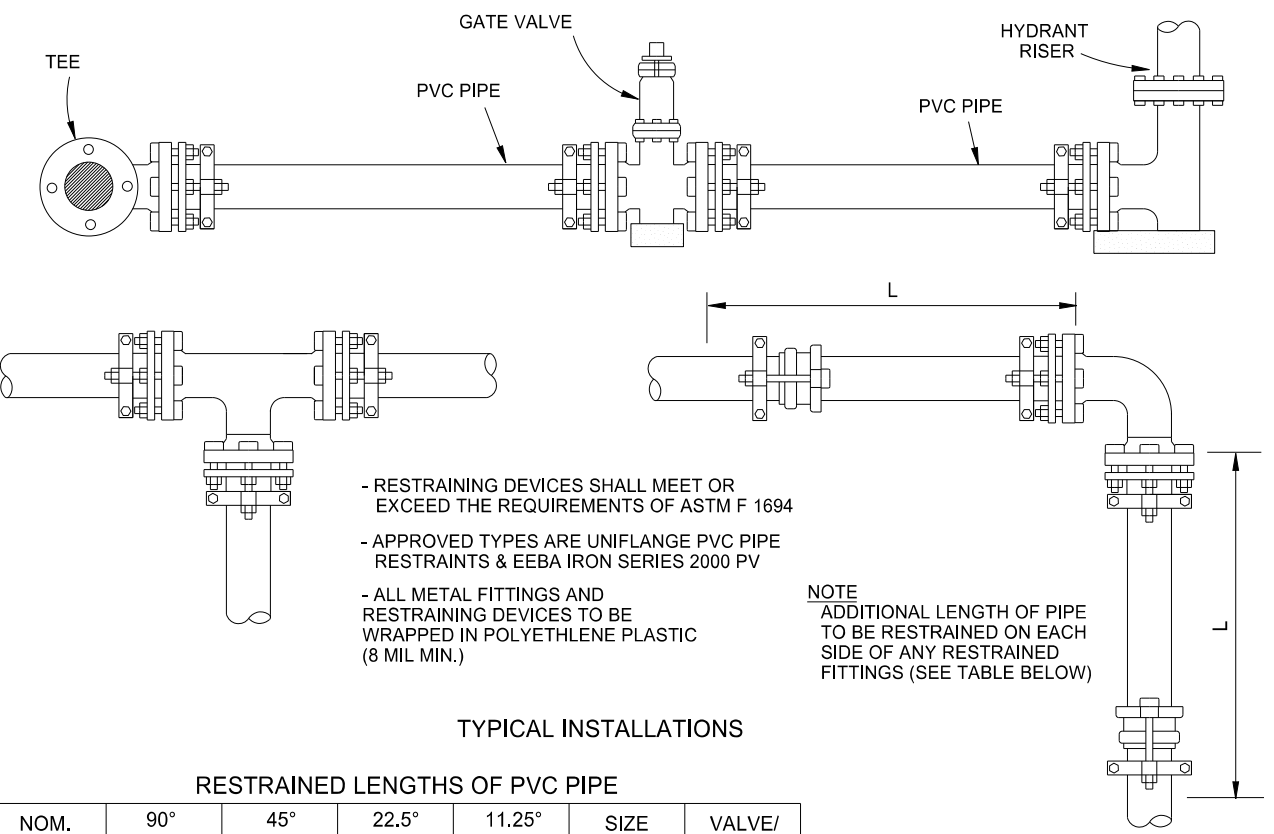 GATE VALVE
HYDRANT
RISER
TEE
PVC PIPE
PVC PIPE
L
- RESTRAINING DEVICES SHALL MEET OR
EXCEED THE REQUIREMENTS OF ASTM F 1694
- APPROVED TYPES ARE UNIFLANGE PVC PIPE
RESTRAINTS & EEBA IRON SERIES 2000 PV
- ALL METAL FITTINGS AND
RESTRAINING DEVICES TO BE
WRAPPED IN POLYETHLENE PLASTIC
(8 MIL MIN.)
NOTE
ADDITIONAL LENGTH OF PIPE
TO BE RESTRAINED ON EACH
SIDE OF ANY RESTRAINED
FITTINGS (SEE TABLE BELOW)
L
TYPICAL INSTALLATIONS
RESTRAINED LENGTHS OF PVC PIPE
NOM. 90° 45° 22.5° 11.25° SIZE VALVE/